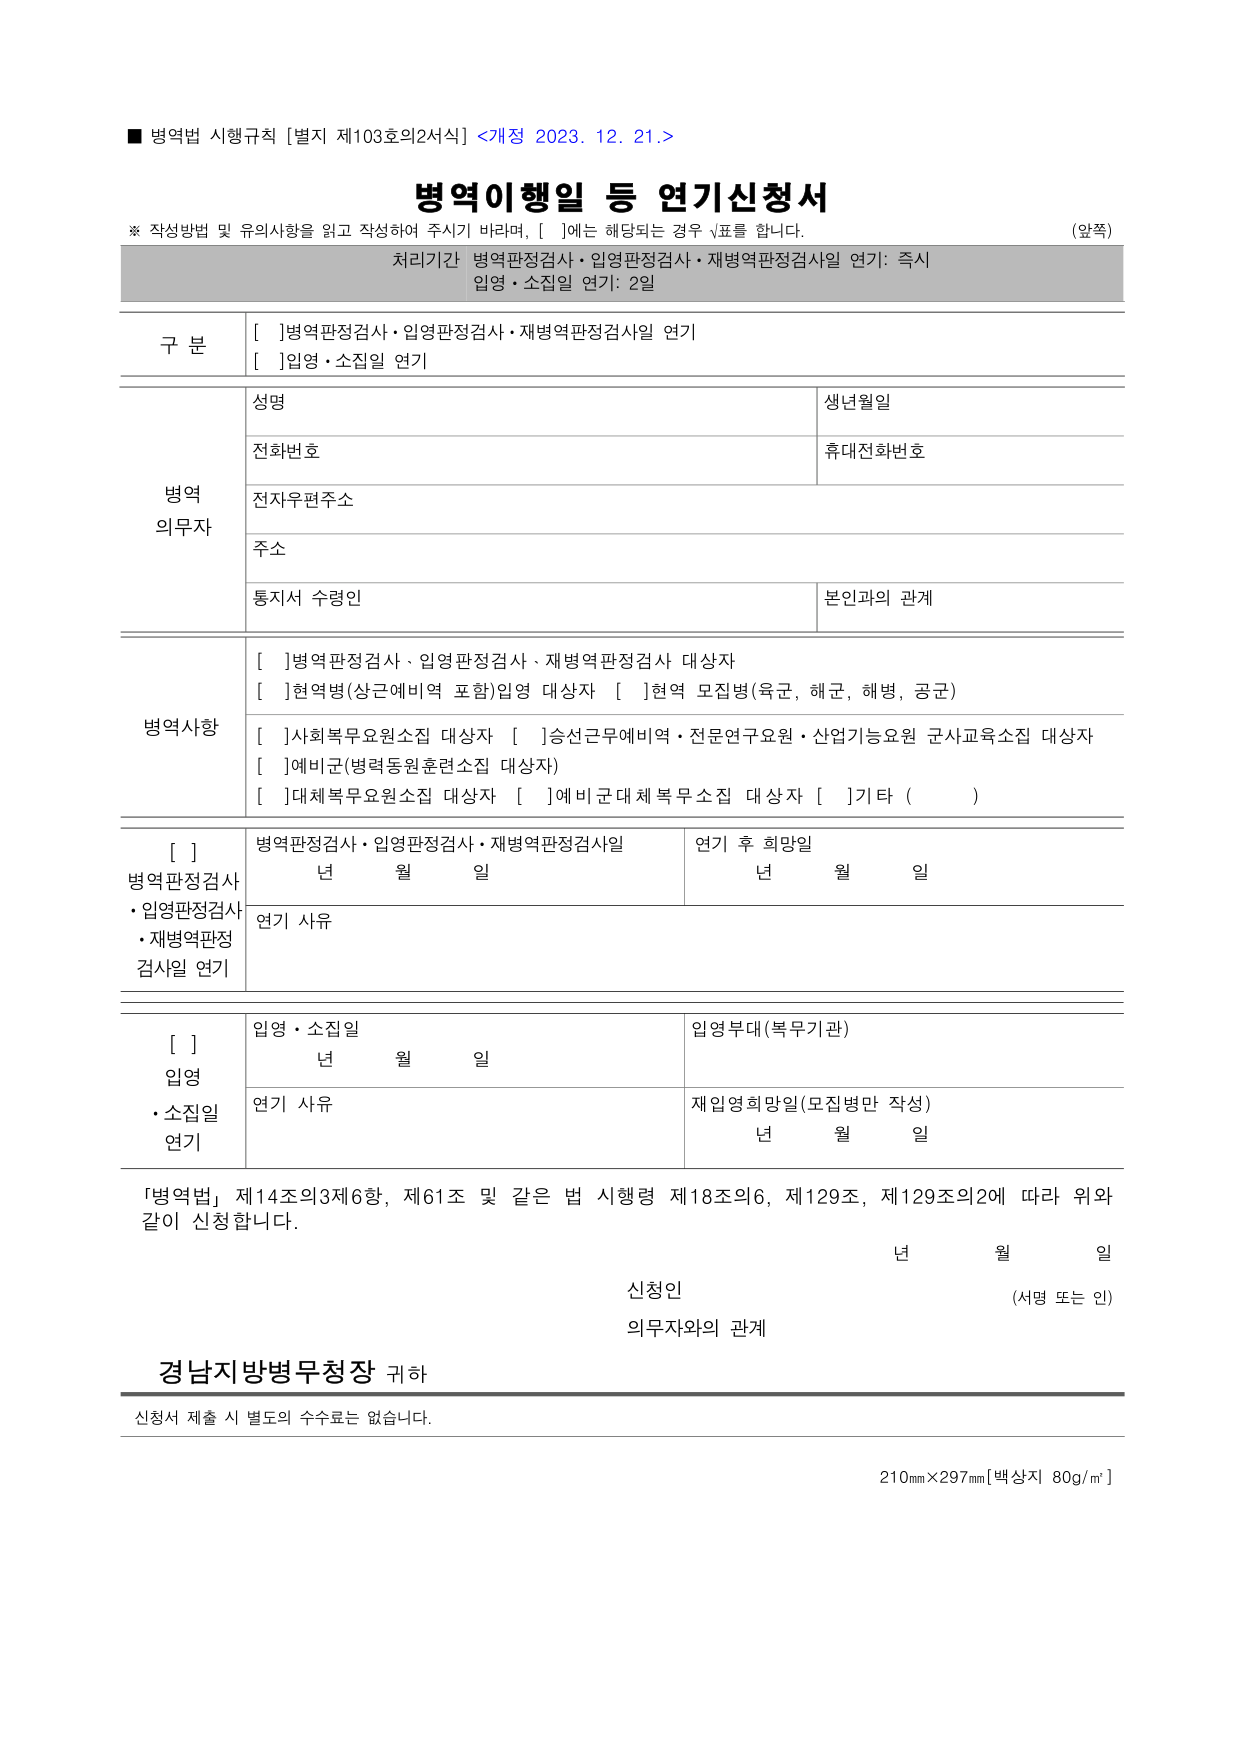 ■ 병역법 시행규칙 [별지 제103호의2서식] <개정 2023. 12. 21.>
병역이행일 등 연기신청서
※ 작성방법 및 유의사항을 읽고 작성하여 주시기 바라며, [ ]에는 해당되는 경우 √표를 합니다. (앞쪽)
처리기간 병역판정검사・입영판정검사・재병역판정검사일 연기: 즉시
입영・소집일 연기: 2일
구 분
[ ]병역판정검사・입영판정검사・재병역판정검사일 연기
[ ]입영・소집일 연기
병역
의무자
성명 생년월일
전화번호 휴대전화번호
전자우편주소
주소
통지서 수령인 본인과의 관계
병역사항
[ ]병역판정검사、입영판정검사、재병역판정검사 대상자
[ ]현역병(상근예비역 포함)입영 대상자 [ ]현역 모집병(육군, 해군, 해병, 공군)
[ ]사회복무요원소집 대상자 [ ]승선근무예비역・전문연구요원・산업기능요원 군사교육소집 대상자
[ ]예비군(병력동원훈련소집 대상자)
[ ]대체복무요원소집 대상자 [ ]예비군대체복무소집 대상자 [ ]기타 ( )
[ ]
병역판정검사
・입영판정검사
・재병역판정
검사일 연기
병역판정검사・입영판정검사・재병역판정검사일
년 월 일
연기 후 희망일
년 월 일
연기 사유
[ ]
입영
・소집일
연기
입영・소집일
년 월 일
입영부대(복무기관)
연기 사유
재입영희망일(모집병만 작성)
년 월 일
「병역법」 제14조의3제6항, 제61조 및 같은 법 시행령 제18조의6, 제129조, 제129조의2에 따라 위와
같이 신청합니다.
년 월 일
신청인 (서명 또는 인)
의무자와의 관계
경남지방병무청장 귀하
신청서 제출 시 별도의 수수료는 없습니다.
210㎜×297㎜[백상지 80g/㎡]